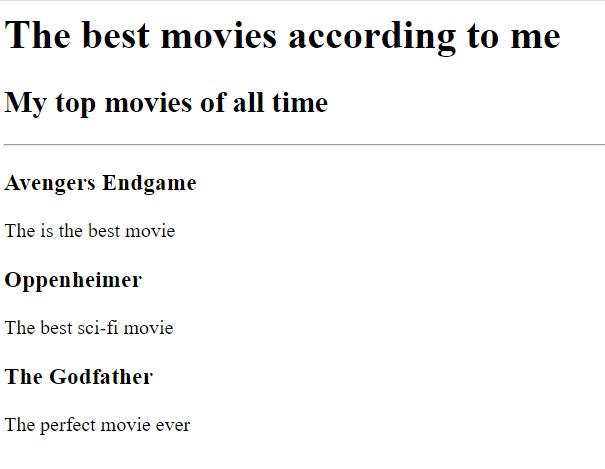 The best movies according to me
My top movies of all time
Avengers Endgame
The is the best movie
Oppenheimer
The best sci-fi movie
The Godfather
The perfect movie ever